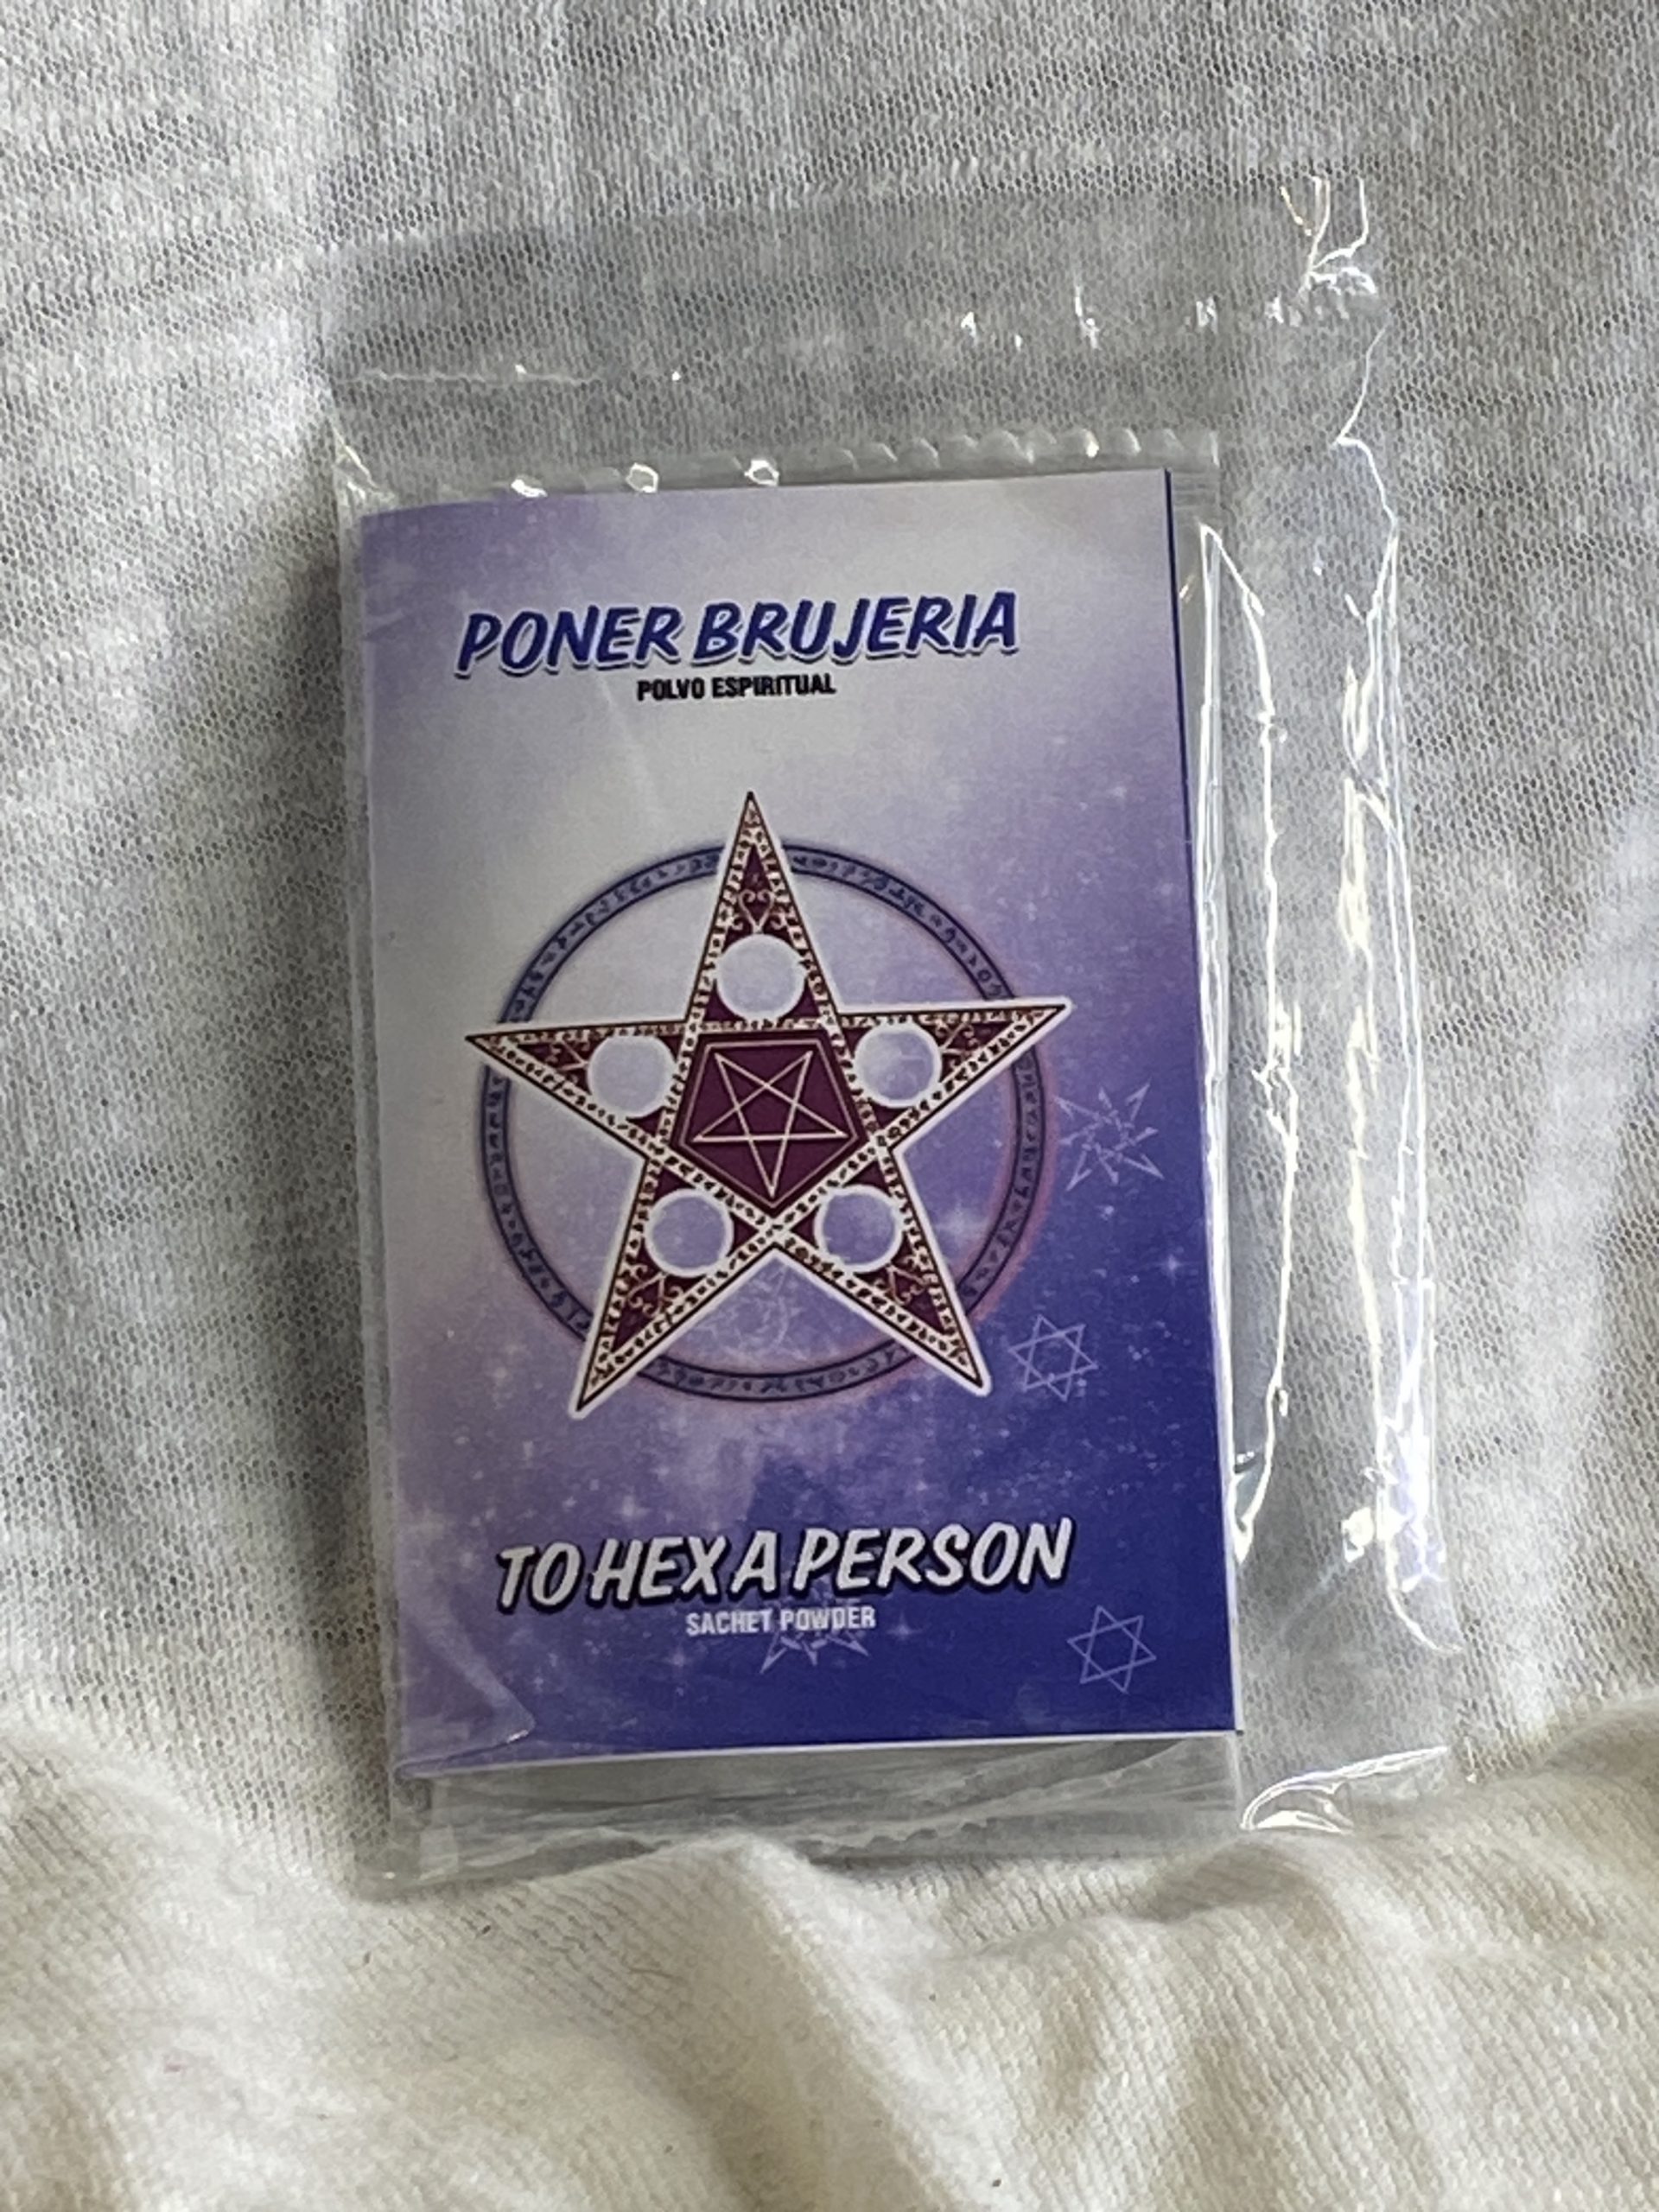 PONER BRUJERIA
POLVO ESPIRITUAL
TO HEX A PERSON
SACHET POWDER